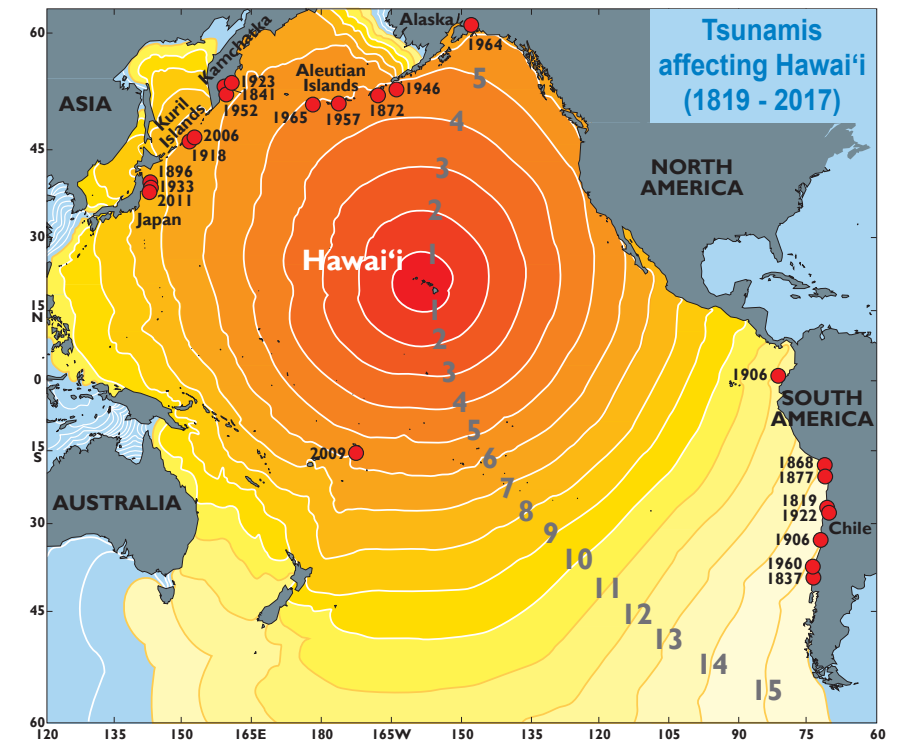 Tsunamis
affecting Hawai‘i
(1819 - 2017)
60
Alaska
1964
Kamchatka
1923
1841
1952
Aleutian
Islands
1946
1965
1957
1872
5
ASIA
Kuril
Islands
2006
1918
4
45
1896
1933
2011
Japan
3
NORTH
AMERICA
2
30
1
Hawai‘i
15
N
1
2
3
0
1906
SOUTH
AMERICA
4
5
15
S
2009
6
1868
1877
7
AUSTRALIA
8
1819
1922
Chile
30
9
1906
10
1960
1837
11
45
12
13
14
15
60
120
135
150
165E
180
165W
150
135
120
105
90
75
60